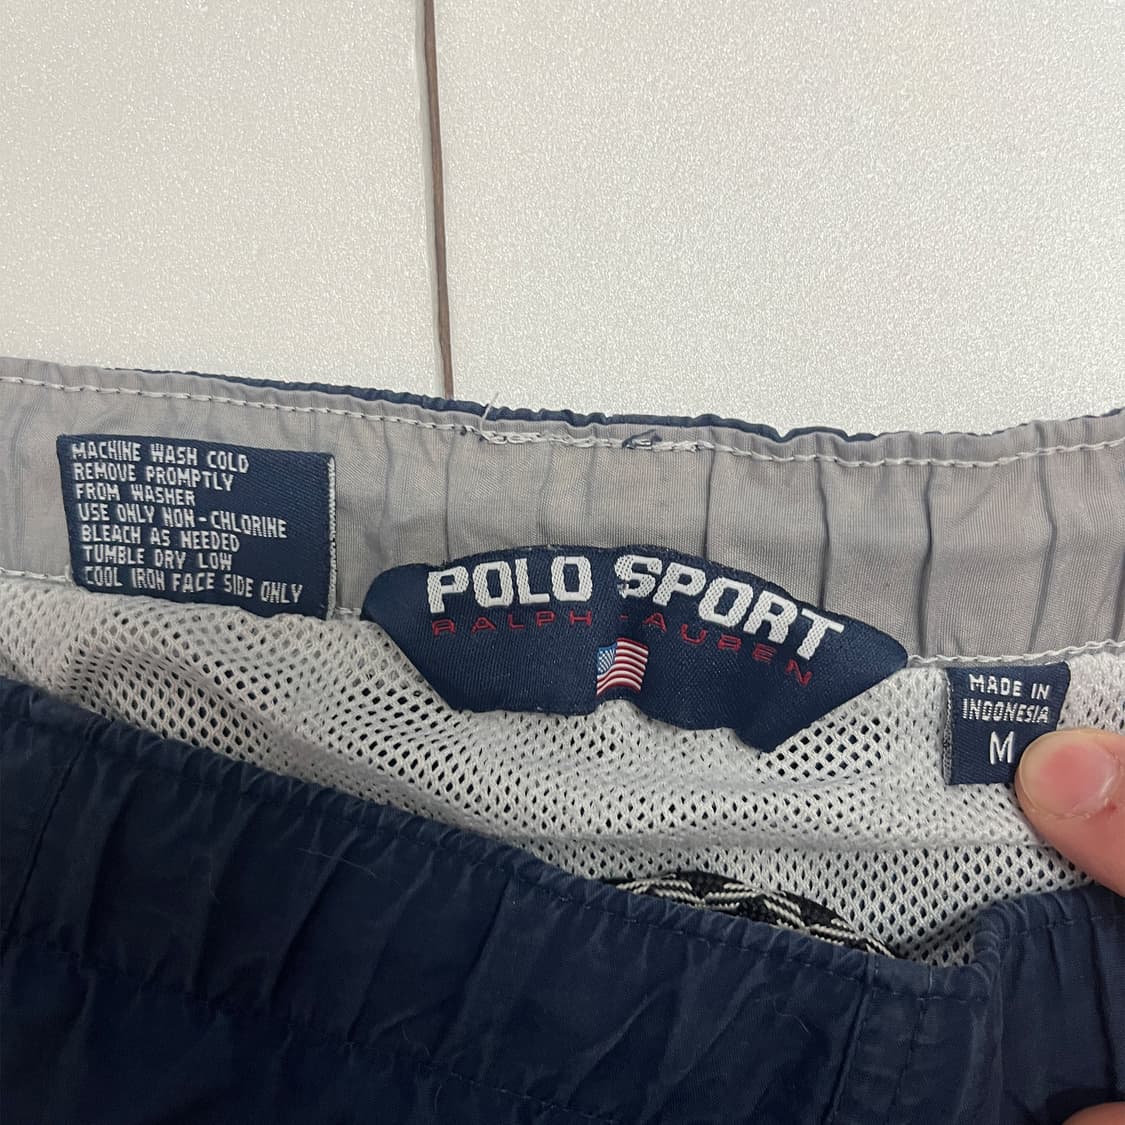 MACHINE WASH COLD
REMOVE PROMPTLY
FROM WASHER
USE ONLY NON-CHLORINE
BLEACH AS NEEDED
TUMBLE DRY LOW
COOL IRON FACE SIDE ONLY
POLO SPORT
RALPH LAUREN
MADE IN
INDONESIA
M